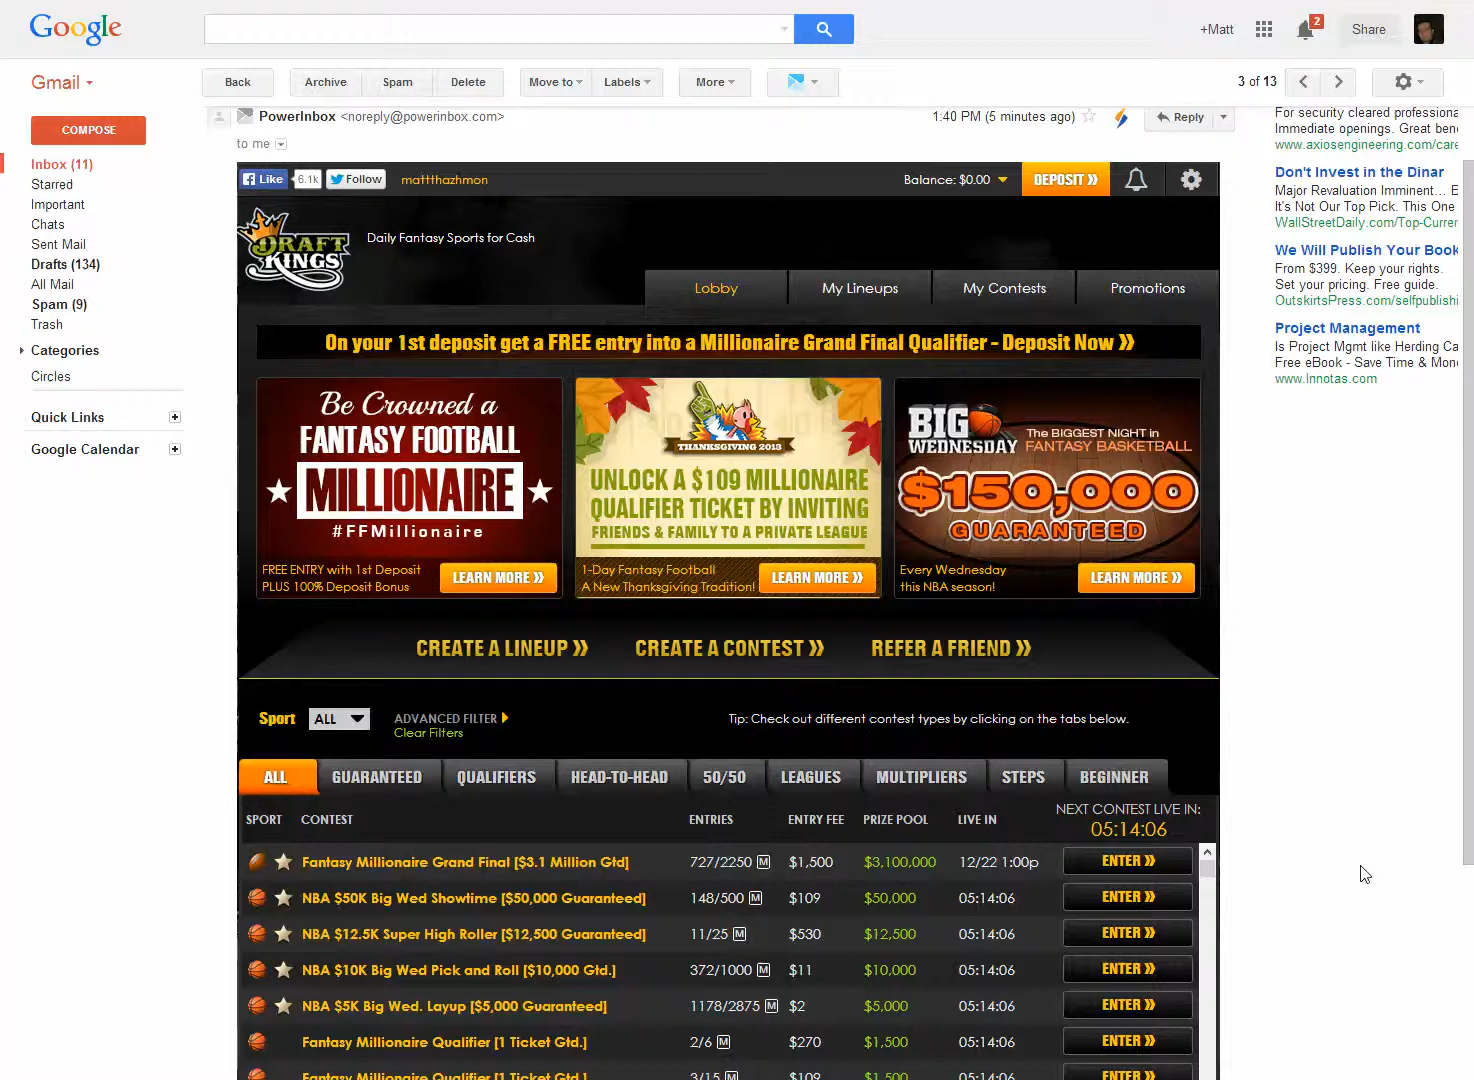 Google
+Matt
2
Share
Gmail
Back
Archive
Spam
Delete
Move to
Labels
More
3 of 13
COMPOSE
Inbox (11)
Starred
Important
Chats
Sent Mail
Drafts (134)
All Mail
Spam (9)
Trash
Categories
Circles
Quick Links
Google Calendar
PowerInbox <noreply@powerinbox.com>
1:40 PM (5 minutes ago)
Reply
to me
For security cleared professiona
Immediate openings. Great ben
www.axiosengineering.com/care
Don't Invest in the Dinar
Major Revaluation Imminent... E
It's Not Our Top Pick. This One
WallStreetDaily.com/Top-Currer
We Will Publish Your Book
From $399. Keep your rights.
Set your pricing. Free guide.
OutskirtsPress.com/selfpublishi
Project Management
Is Project Mgmt like Herding Ca
Free eBook - Save Time & Mon
www.Innotas.com
Like
6.1k
Follow
mattthazhmon
Balance: $0.00
DEPOSIT
DRAFT
KINGS
Daily Fantasy Sports for Cash
Lobby
My Lineups
My Contests
Promotions
On your 1st deposit get a FREE entry into a Millionaire Grand Final Qualifier - Deposit Now
Be Crowned a
FANTASY FOOTBALL
MILLIONAIRE
#FFMillionaire
FREE ENTRY with 1st Deposit
PLUS 100% Deposit Bonus
LEARN MORE
THANKSGIVING 2013
UNLOCK A $109 MILLIONAIRE
QUALIFIER TICKET BY INVITING
FRIENDS & FAMILY TO A PRIVATE LEAGUE
1-Day Fantasy Football
A New Thanksgiving Tradition!
LEARN MORE
BIG
WEDNESDAY
The BIGGEST NIGHT in
FANTASY BASKETBALL
$150,000
GUARANTEED
Every Wednesday
this NBA season!
LEARN MORE
CREATE A LINEUP
CREATE A CONTEST
REFER A FRIEND
Sport
ALL
ADVANCED FILTER
Clear Filters
Tip: Check out different contest types by clicking on the tabs below.
ALL
GUARANTEED
QUALIFIERS
HEAD-TO-HEAD
50/50
LEAGUES
MULTIPLIERS
STEPS
BEGINNER
SPORT CONTEST ENTRIES ENTRY FEE PRIZE POOL LIVE IN
NEXT CONTEST LIVE IN:
05:14:06
Fantasy Millionaire Grand Final [$3.1 Million Gtd] 727/2250 M $1,500 $3,100,000 12/22 1:00p ENTER
NBA $50K Big Wed Showtime [$50,000 Guaranteed] 148/500 M $109 $50,000 05:14:06 ENTER
NBA $12.5K Super High Roller [$12,500 Guaranteed] 11/25 M $530 $12,500 05:14:06 ENTER
NBA $10K Big Wed Pick and Roll [$10,000 Gtd.] 372/1000 M $11 $10,000 05:14:06 ENTER
NBA $5K Big Wed. Layup [$5,000 Guaranteed] 1178/2875 M $2 $5,000 05:14:06 ENTER
Fantasy Millionaire Qualifier [1 Ticket Gtd.] 2/6 M $270 $1,500 05:14:06 ENTER
Fantasy Millionaire Qualifier [1 Ticket Gtd.] 3/15 M $109 $1,500 05:14:06 ENTER